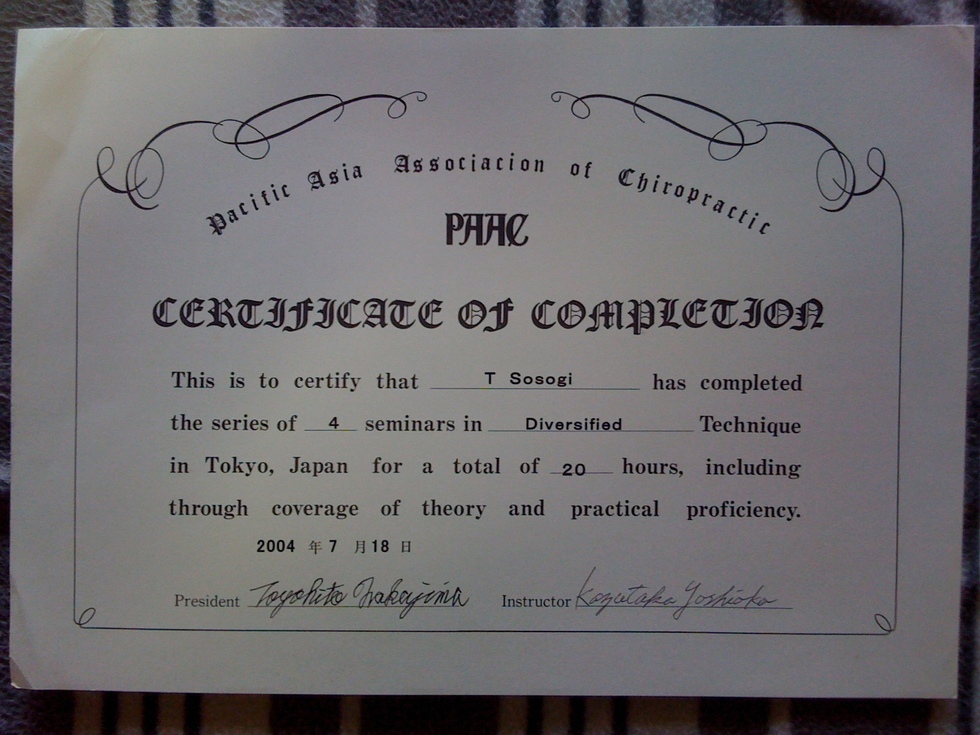 Pacific Asia Association of Chiropractic
PAAC
CERTIFICATE OF COMPLETION
This is to certify that T Sosogi has completed
the series of 4 seminars in Diversified Technique
in Tokyo, Japan for a total of 20 hours, including
through coverage of theory and practical proficiency.
2004 年 7 月 18 日
President Toyohito Nakajima Instructor Kazutaka Yoshioka